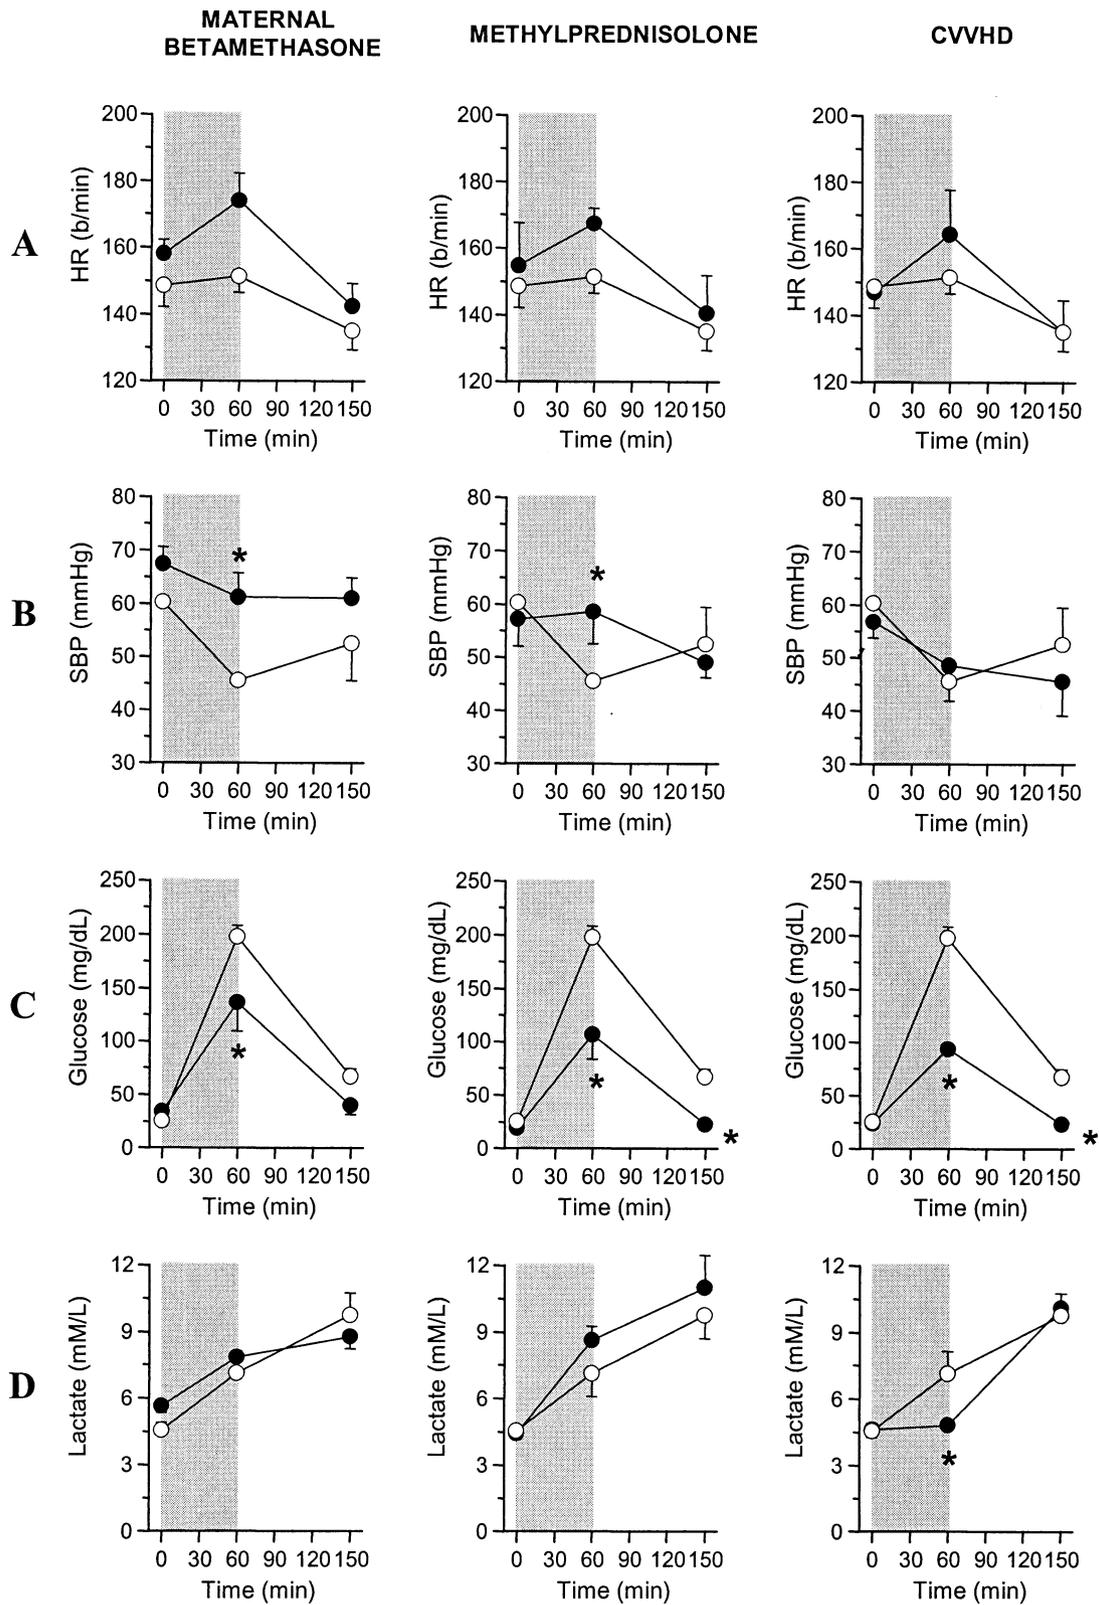 MATERNAL
BETAMETHASONE
METHYLPREDNISOLONE
CVVHD
A
HR (b/min)
200
180
160
140
120
0 30 60 90 120 150
Time (min)
HR (b/min)
200
180
160
140
120
0 30 60 90 120 150
Time (min)
HR (b/min)
200
180
160
140
120
0 30 60 90 120 150
Time (min)
B
SBP (mmHg)
80
70
60
50
40
30
*
0 30 60 90 120 150
Time (min)
SBP (mmHg)
80
70
60
50
40
30
*
0 30 60 90 120 150
Time (min)
SBP (mmHg)
80
70
60
50
40
30
0 30 60 90 120 150
Time (min)
C
Glucose (mg/dL)
250
200
150
100
50
0
*
0 30 60 90 120 150
Time (min)
Glucose (mg/dL)
250
200
150
100
50
0
*
*
0 30 60 90 120 150
Time (min)
Glucose (mg/dL)
250
200
150
100
50
0
*
*
0 30 60 90 120 150
Time (min)
D
Lactate (mM/L)
12
9
6
3
0
0 30 60 90 120 150
Time (min)
Lactate (mM/L)
12
9
6
3
0
0 30 60 90 120 150
Time (min)
Lactate (mM/L)
12
9
6
3
0
*
0 30 60 90 120 150
Time (min)